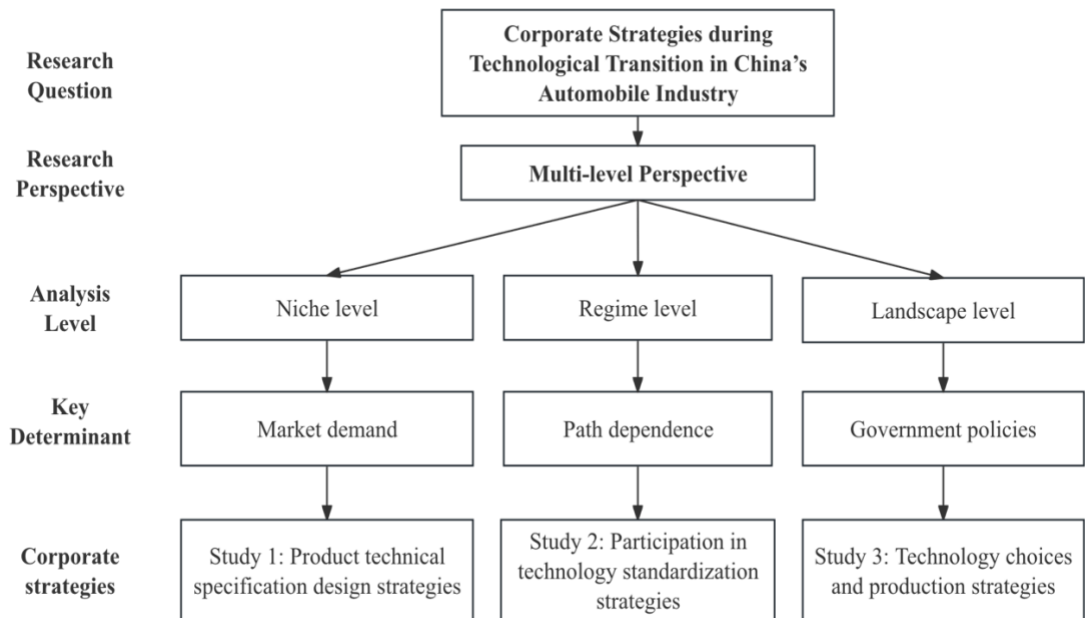 Research
Question
Corporate Strategies during
Technological Transition in China's
Automobile Industry
Research
Perspective
Multi-level Perspective
Analysis
Level
Niche level
Regime level
Landscape level
Key
Determinant
Market demand
Path dependence
Government policies
Corporate
strategies
Study 1: Product technical
specification design strategies
Study 2: Participation in
technology standardization
strategies
Study 3: Technology choices
and production strategies